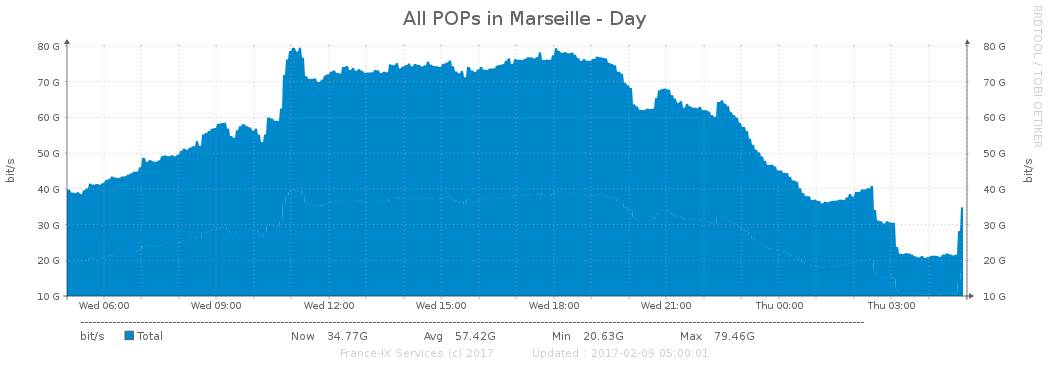 All POPs in Marseille - Day
RRDTOOL / TOBI OETIKER
bit/s
80 G
70 G
60 G
50 G
40 G
30 G
20 G
10 G
80 G
70 G
60 G
50 G
40 G
30 G
20 G
10 G
bit/s
Wed 06:00 Wed 09:00 Wed 12:00 Wed 15:00 Wed 18:00 Wed 21:00 Thu 00:00 Thu 03:00
bit/s Total Now 34.77G Avg 57.42G Min 20.63G Max 79.46G
France-IX Services (c) 2017 Updated : 2017-02-09 05:00:01